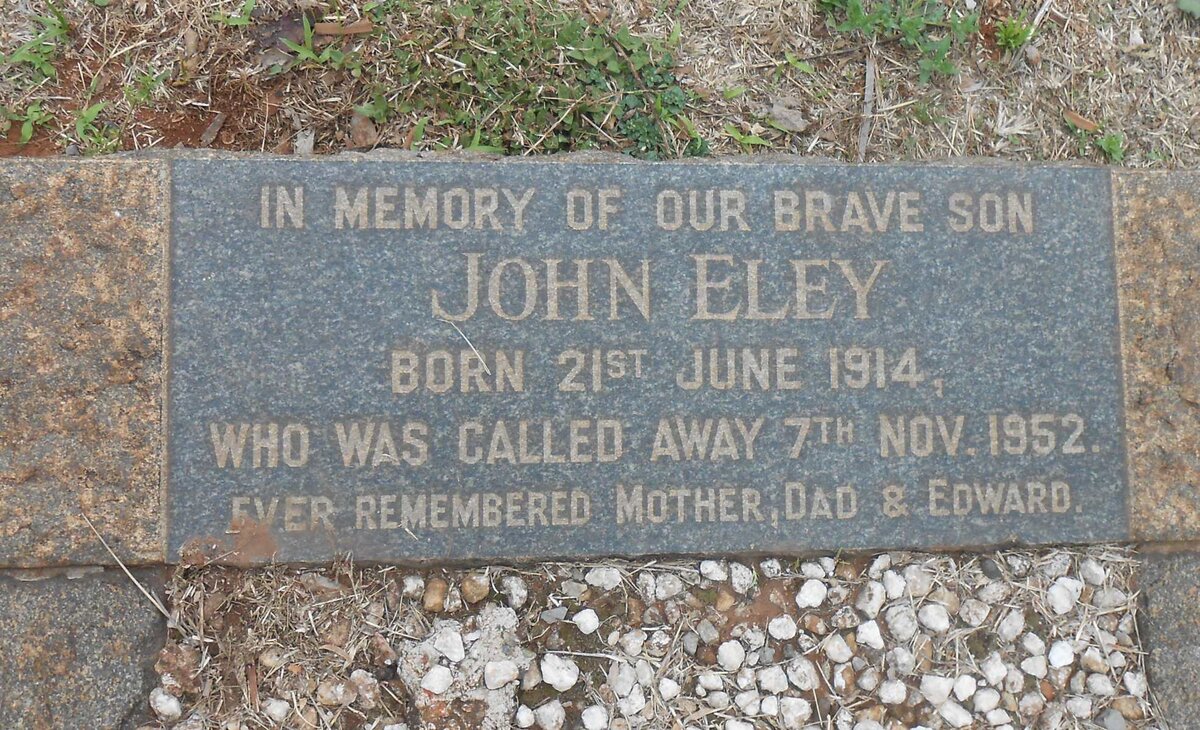 IN MEMORY OF OUR BRAVE SON
JOHN ELEY
BORN 21ST JUNE 1914,
WHO WAS CALLED AWAY 7TH NOV. 1952.
EVER REMEMBERED MOTHER, DAD & EDWARD.